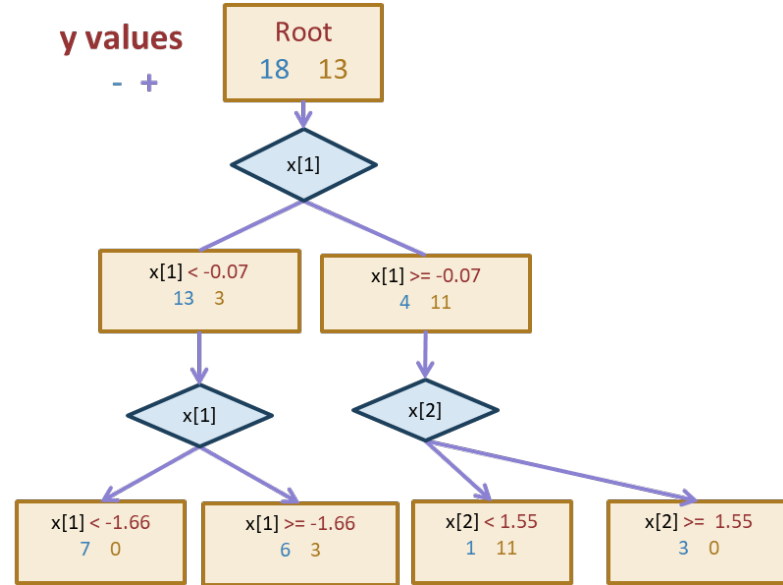 y values
- +
Root
18 13
x[1]
x[1] < -0.07
13 3
x[1] >= -0.07
4 11
x[1]
x[2]
x[1] < -1.66
7 0
x[1] >= -1.66
6 3
x[2] < 1.55
1 11
x[2] >= 1.55
3 0